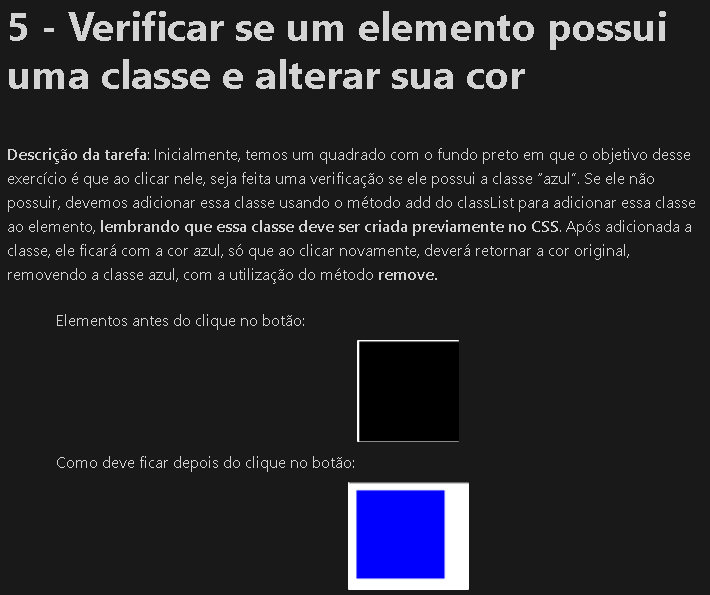 5 - Verificar se um elemento possui
uma classe e alterar sua cor
Descrição da tarefa: Inicialmente, temos um quadrado com o fundo preto em que o objetivo desse
exercício é que ao clicar nele, seja feita uma verificação se ele possui a classe “azul”. Se ele não
possuir, devemos adicionar essa classe usando o método add do classList para adicionar essa classe
ao elemento, lembrando que essa classe deve ser criada previamente no CSS. Após adicionada a
classe, ele ficará com a cor azul, só que ao clicar novamente, deverá retornar a cor original,
removendo a classe azul, com a utilização do método remove.
Elementos antes do clique no botão:
Como deve ficar depois do clique no botão: